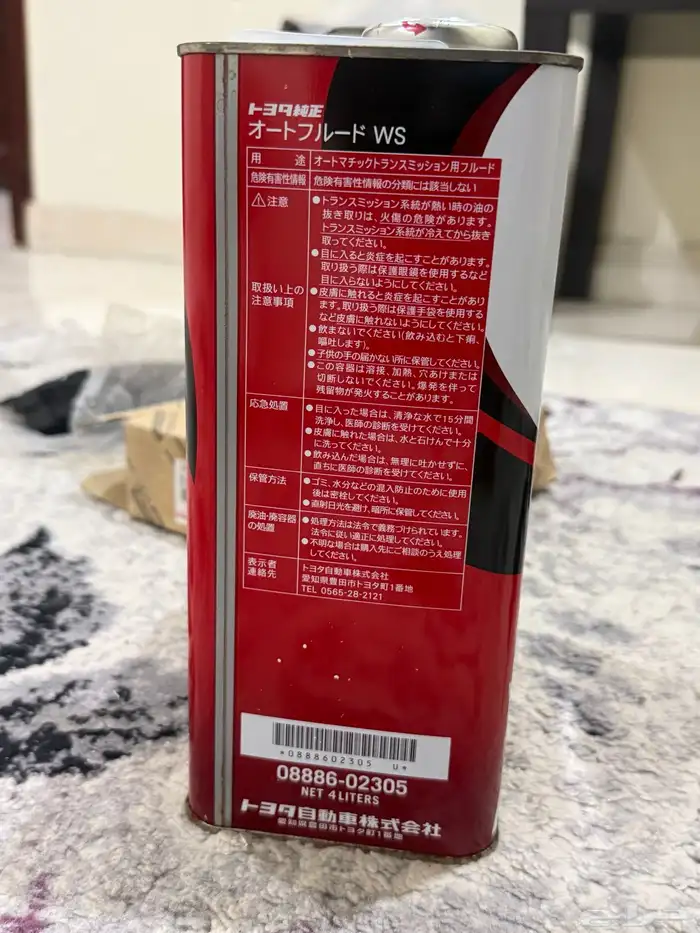 トヨタ純正
オートフルード WS
用 途 オートマチックトランスミッション用フルード
危険有害性情報 危険有害性情報の分類には該当しない
⚠注意
取扱い上の
注意事項
●トランスミッション系統が熱い時の油の
抜き取りは、火傷の危険があります。
トランスミッション系統が冷えてから抜き
取ってください。
●目に入ると炎症を起こすことがあります。
取り扱う際は保護眼鏡を使用するなど
目に入らないようにしてください。
●皮膚に触れると炎症を起こすことがあり
ます。取り扱う際は保護手袋を使用する
など皮膚に触れないようにしてください。
●飲まないでください(飲み込むと下痢、
嘔吐します)。
●子供の手の届かない所に保管してください。
●この容器は溶接、加熱、穴あけまたは
切断しないでください。爆発を伴って
残留物が発火することがあります。
応急処置
●目に入った場合は、清浄な水で15分間
洗浄し、医師の診断を受けてください。
●皮膚に触れた場合は、水と石けんで十分
に洗ってください。
●飲み込んだ場合は、無理に吐かせずに、
直ちに医師の診断を受けてください。
保管方法
●ゴミ、水分などの混入防止のために使用
後は密栓してください。
●直射日光を避け、暗所に保管してください。
廃油・廃容器
の処置
●処理方法は法令で義務づけられています。
法令に従い適正に処理してください。
●不明な場合は購入先にご相談のうえ処理
してください。
表示者
連絡先
トヨタ自動車株式会社
愛知県豊田市トヨタ町1番地
TEL 0565-28-2121
*0888602305 U*
08886-02305
NET 4 LITERS
トヨタ自動車株式会社
愛知県豊田市トヨタ町1番地